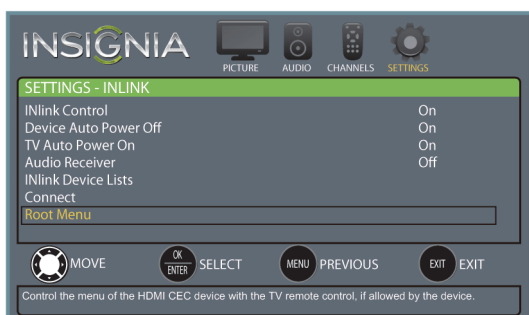 INSIGNIA
PICTURE AUDIO CHANNELS SETTINGS
SETTINGS - INLINK
INlink Control On
Device Auto Power Off On
TV Auto Power On On
Audio Receiver Off
INlink Device Lists
Connect
Root Menu
MOVE OK ENTER SELECT MENU PREVIOUS EXIT EXIT
Control the menu of the HDMI CEC device with the TV remote control, if allowed by the device.